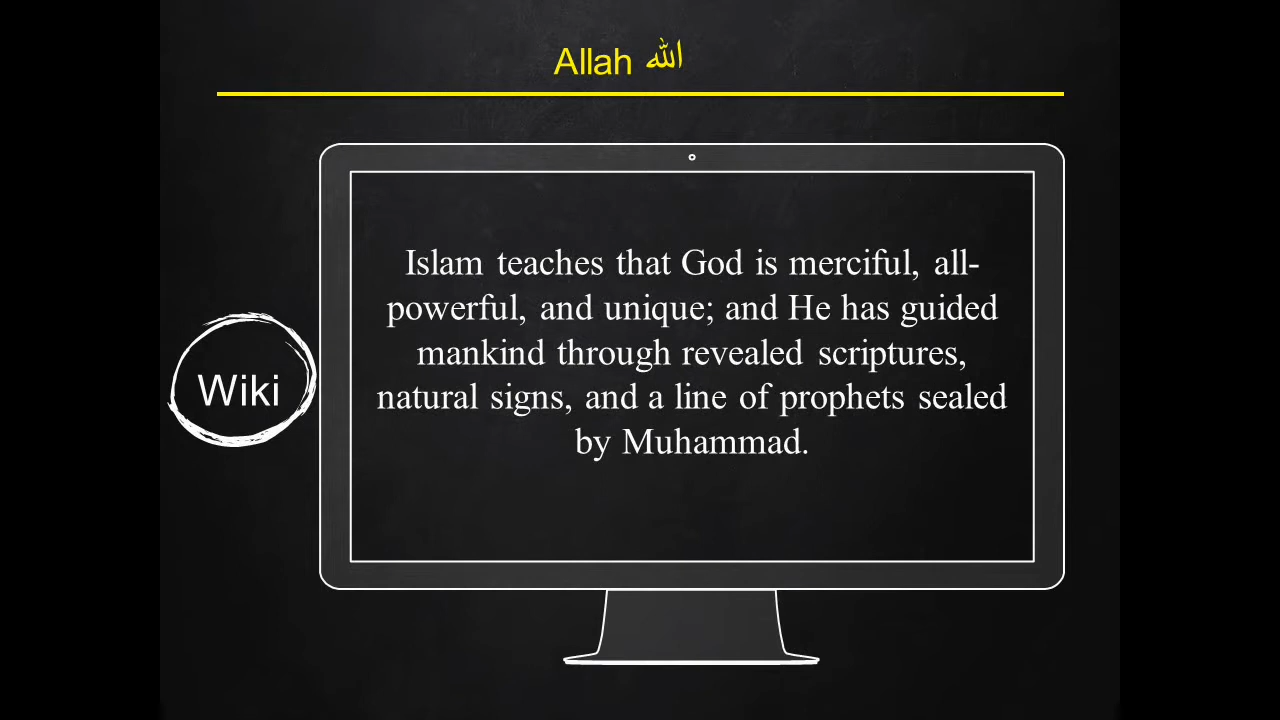 Allah الله
Islam teaches that God is merciful, all-
powerful, and unique; and He has guided
mankind through revealed scriptures,
natural signs, and a line of prophets sealed
by Muhammad.
Wiki